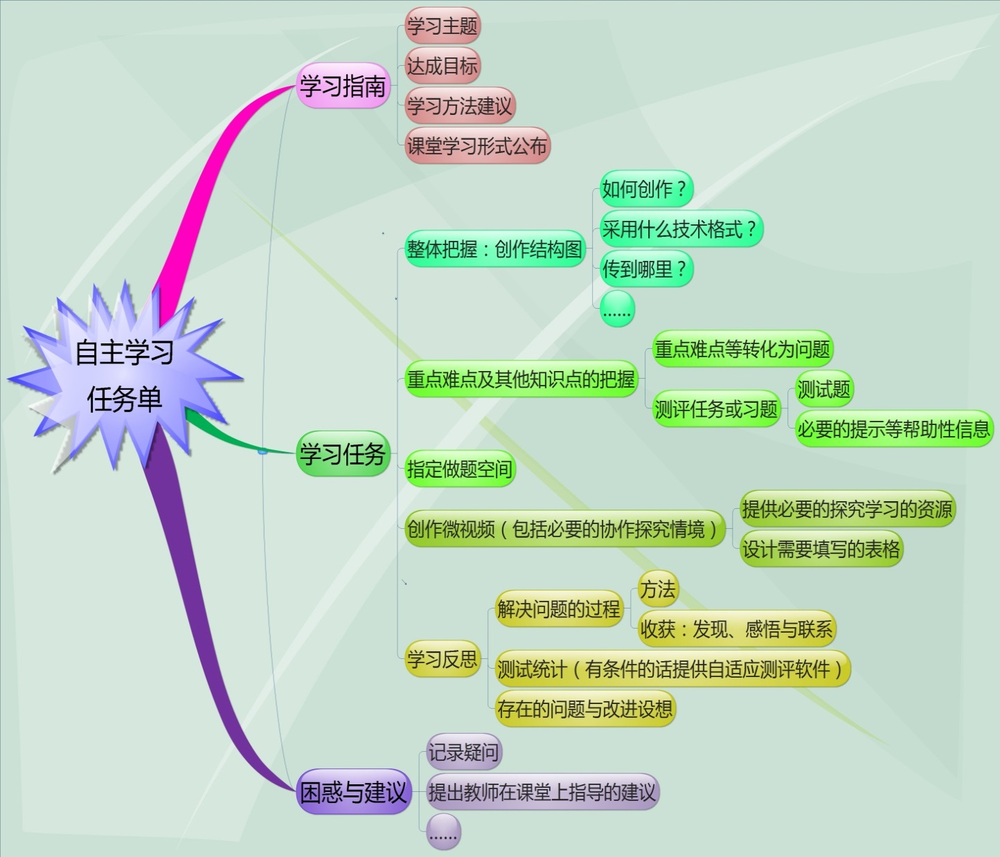 自主学习
任务单
学习指南
学习主题
达成目标
学习方法建议
课堂学习形式公布
学习任务
整体把握：创作结构图
如何创作？
采用什么技术格式？
传到哪里？
......
重点难点及其他知识点的把握
重点难点等转化为问题
测评任务或习题
测试题
必要的提示等帮助性信息
指定做题空间
创作微视频（包括必要的协作探究情境）
提供必要的探究学习的资源
设计需要填写的表格
学习反思
解决问题的过程
方法
收获：发现、感悟与联系
测试统计（有条件的话提供自适应测评软件）
存在的问题与改进设想
困惑与建议
记录疑问
提出教师在课堂上指导的建议
......